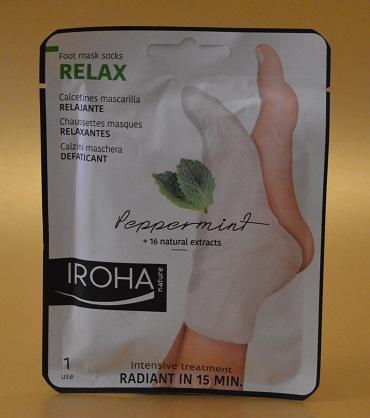 Foot mask socks
RELAX
Calcetines mascarilla
RELAJANTE
Chaussettes masques
RELAXANTES
Calzini maschera
DEFATICANT
Peppermint
+ 16 natural extracts
IROHA
nature
1
use
Intensive treatment
RADIANT IN 15 MIN.